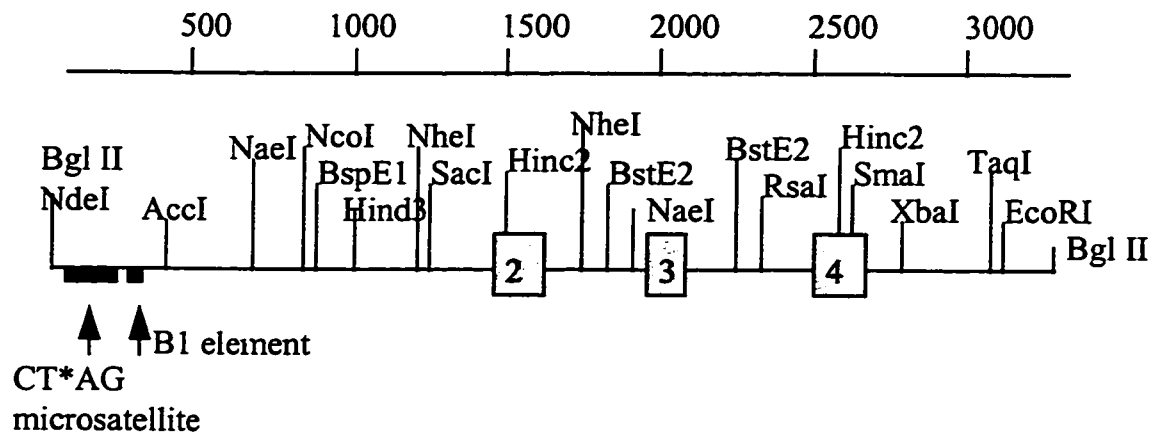 500 1000 1500 2000 2500 3000
NheI
NaeI NcoI NheI Hinc2 TaqI
Bgl II Hinc2 BstE2
BspE1 SacI BstE2 SmaI
NdeI AccI Hind3 NaeI RsaI XbaI EcoRI
Bgl II
2 3 4
B1 element
CT*AG
microsatellite